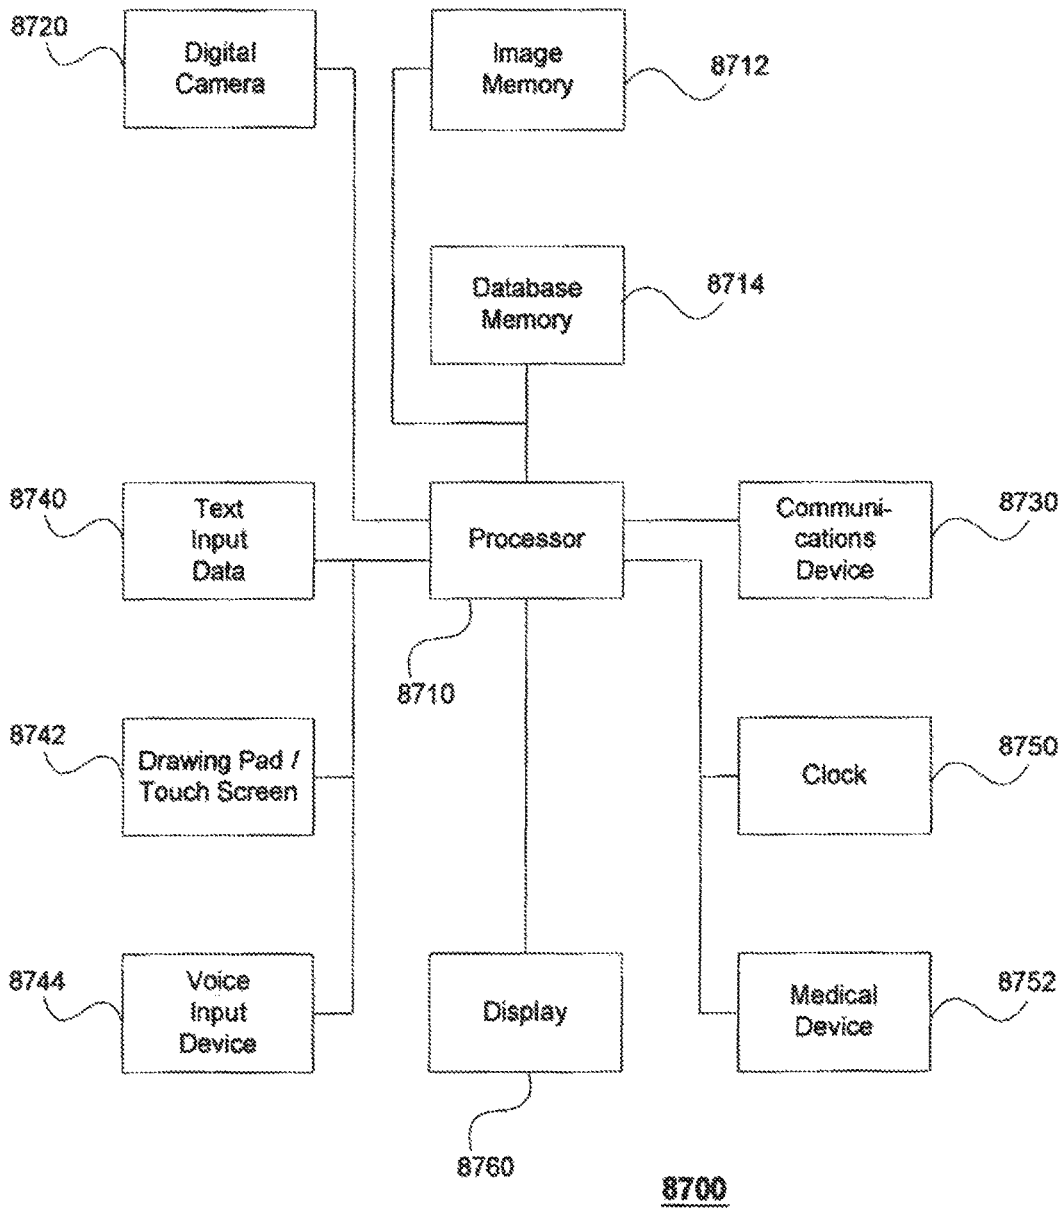 8720
Digital
Camera
Image
Memory
8712
Database
Memory
8714
8740
Text
Input
Data
Processor
8710
Communi-
cations
Device
8730
8742
Drawing Pad /
Touch Screen
Clock
8750
8744
Voice
Input
Device
Display
8760
Medical
Device
8752
8700